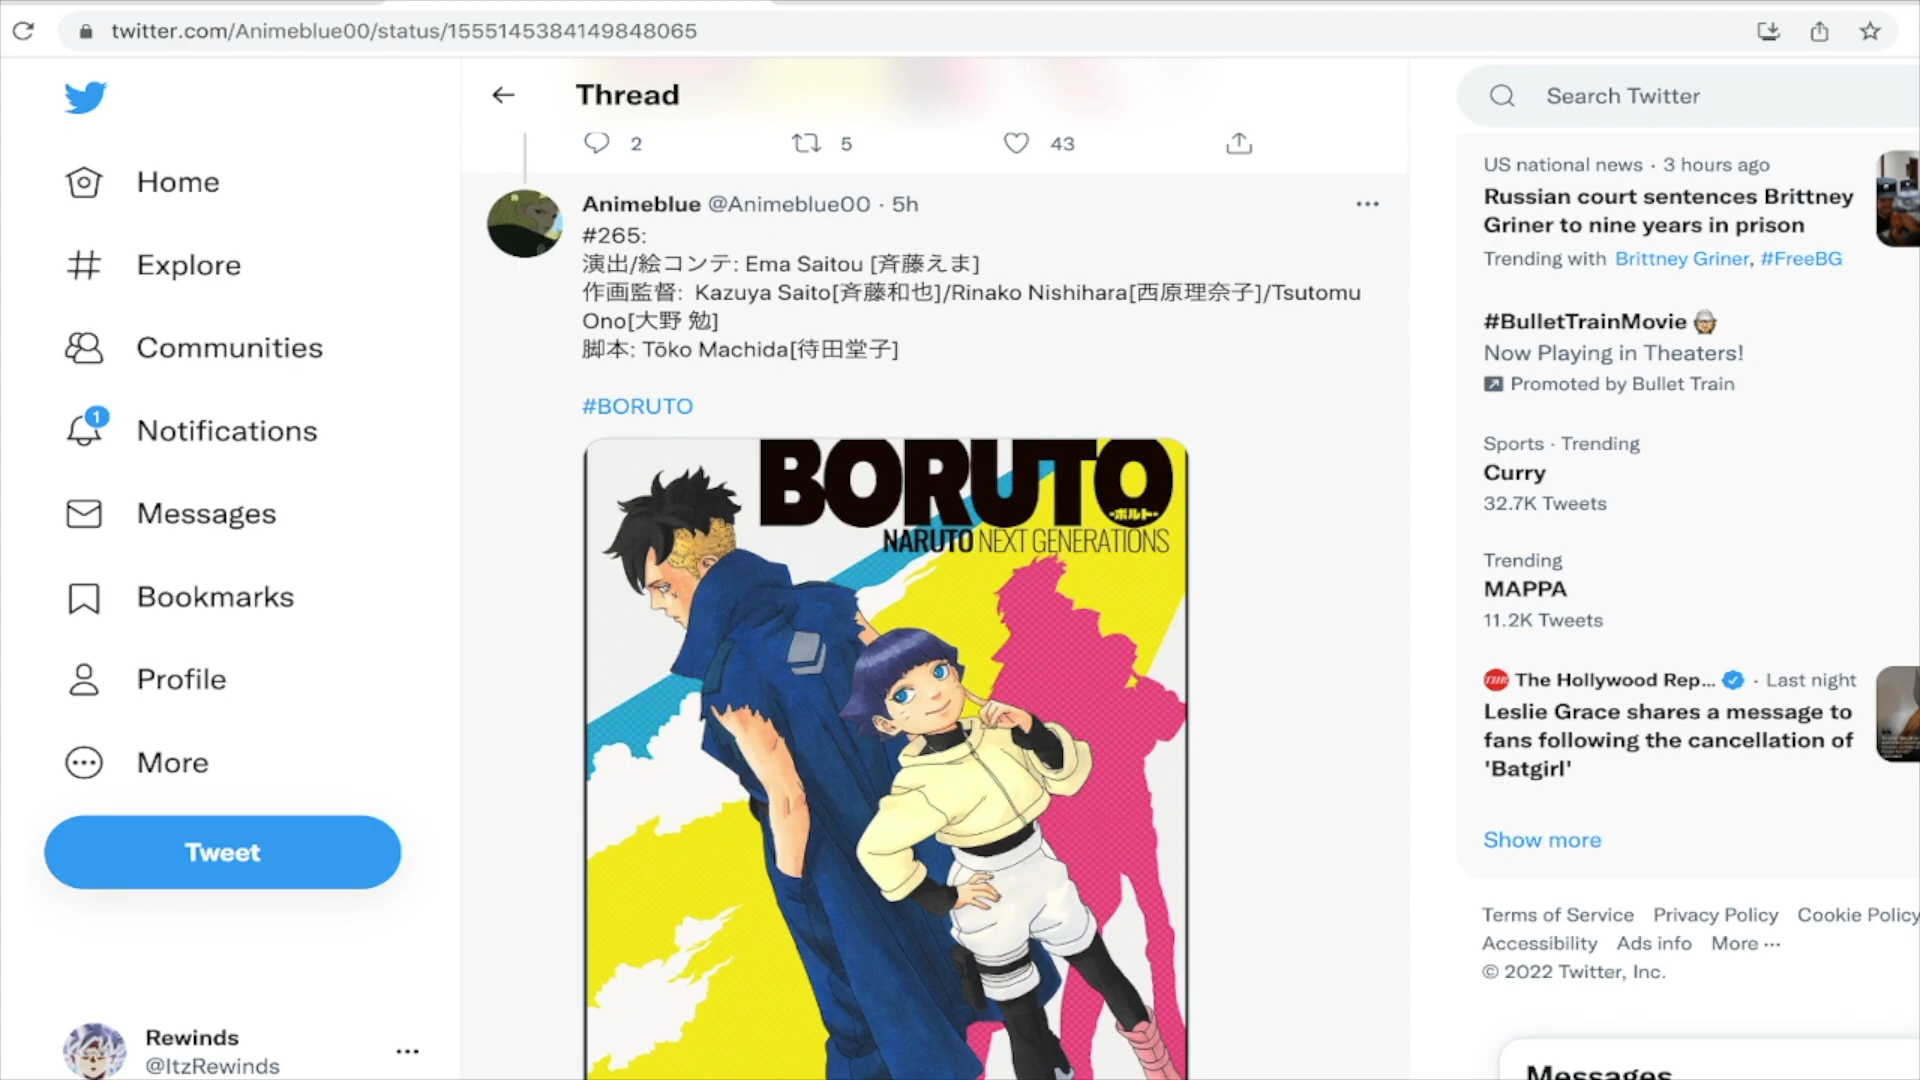 twitter.com/Animeblue00/status/1555145384149848065
Home
Explore
Communities
1
Notifications
Messages
Bookmarks
Profile
More
Tweet
Rewinds
@ItzRewinds
Thread
2
5
43
Animeblue @Animeblue00 · 5h
#265:
演出/絵コンテ: Ema Saitou [斉藤えま]
作画監督: Kazuya Saito[斉藤和也]/Rinako Nishihara[西原理奈子]/Tsutomu
Ono[大野 勉]
脚本: Tōko Machida[待田堂子]
#BORUTO
BORUTO
-ボルト-
NARUTO NEXT GENERATIONS
Search Twitter
US national news · 3 hours ago
Russian court sentences Brittney
Griner to nine years in prison
Trending with Brittney Griner, #FreeBG
#BulletTrainMovie
Now Playing in Theaters!
Promoted by Bullet Train
Sports · Trending
Curry
32.7K Tweets
Trending
MAPPA
11.2K Tweets
THR
The Hollywood Rep... · Last night
Leslie Grace shares a message to
fans following the cancellation of
'Batgirl'
Show more
Terms of Service Privacy Policy Cookie Policy
Accessibility Ads info More ···
© 2022 Twitter, Inc.
Messages